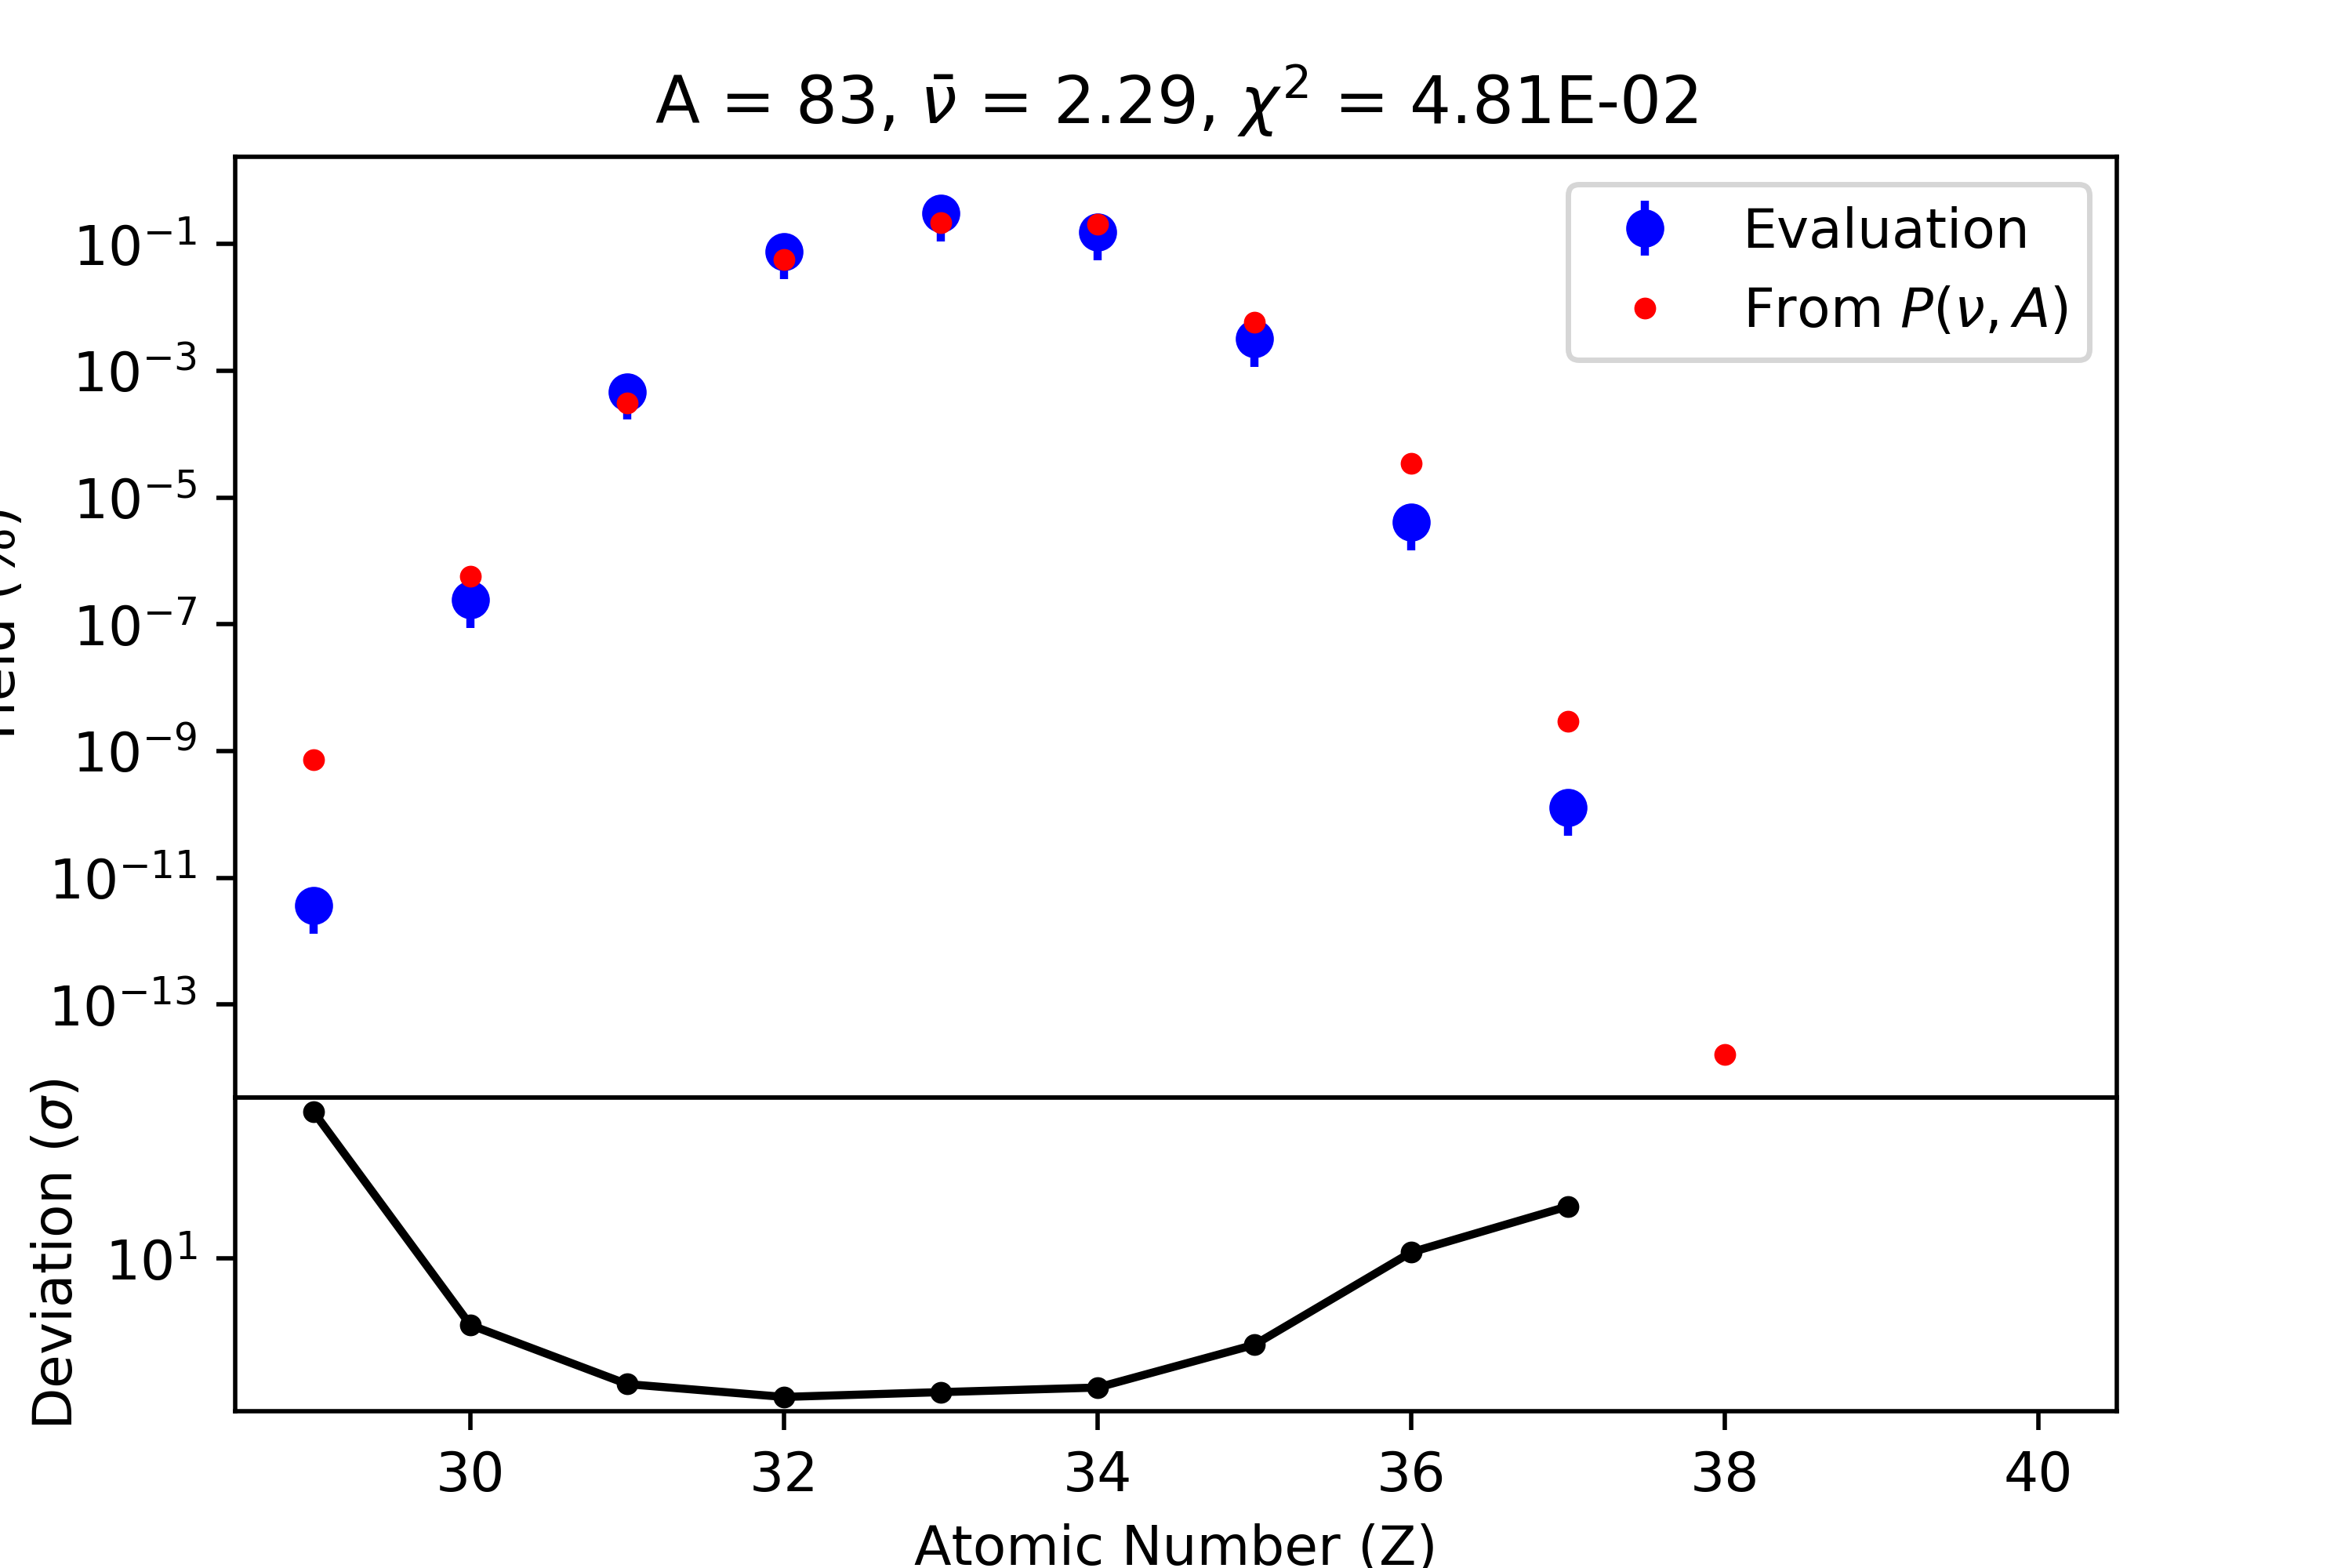 A = 83, ν̄ = 2.29, χ² = 4.81E-02
Evaluation
From P(ν, A)
10⁻¹
10⁻³
10⁻⁵
10⁻⁷
10⁻⁹
10⁻¹¹
10⁻¹³
(%)
Deviation (σ)
10¹
30 32 34 36 38 40
Atomic Number (Z)